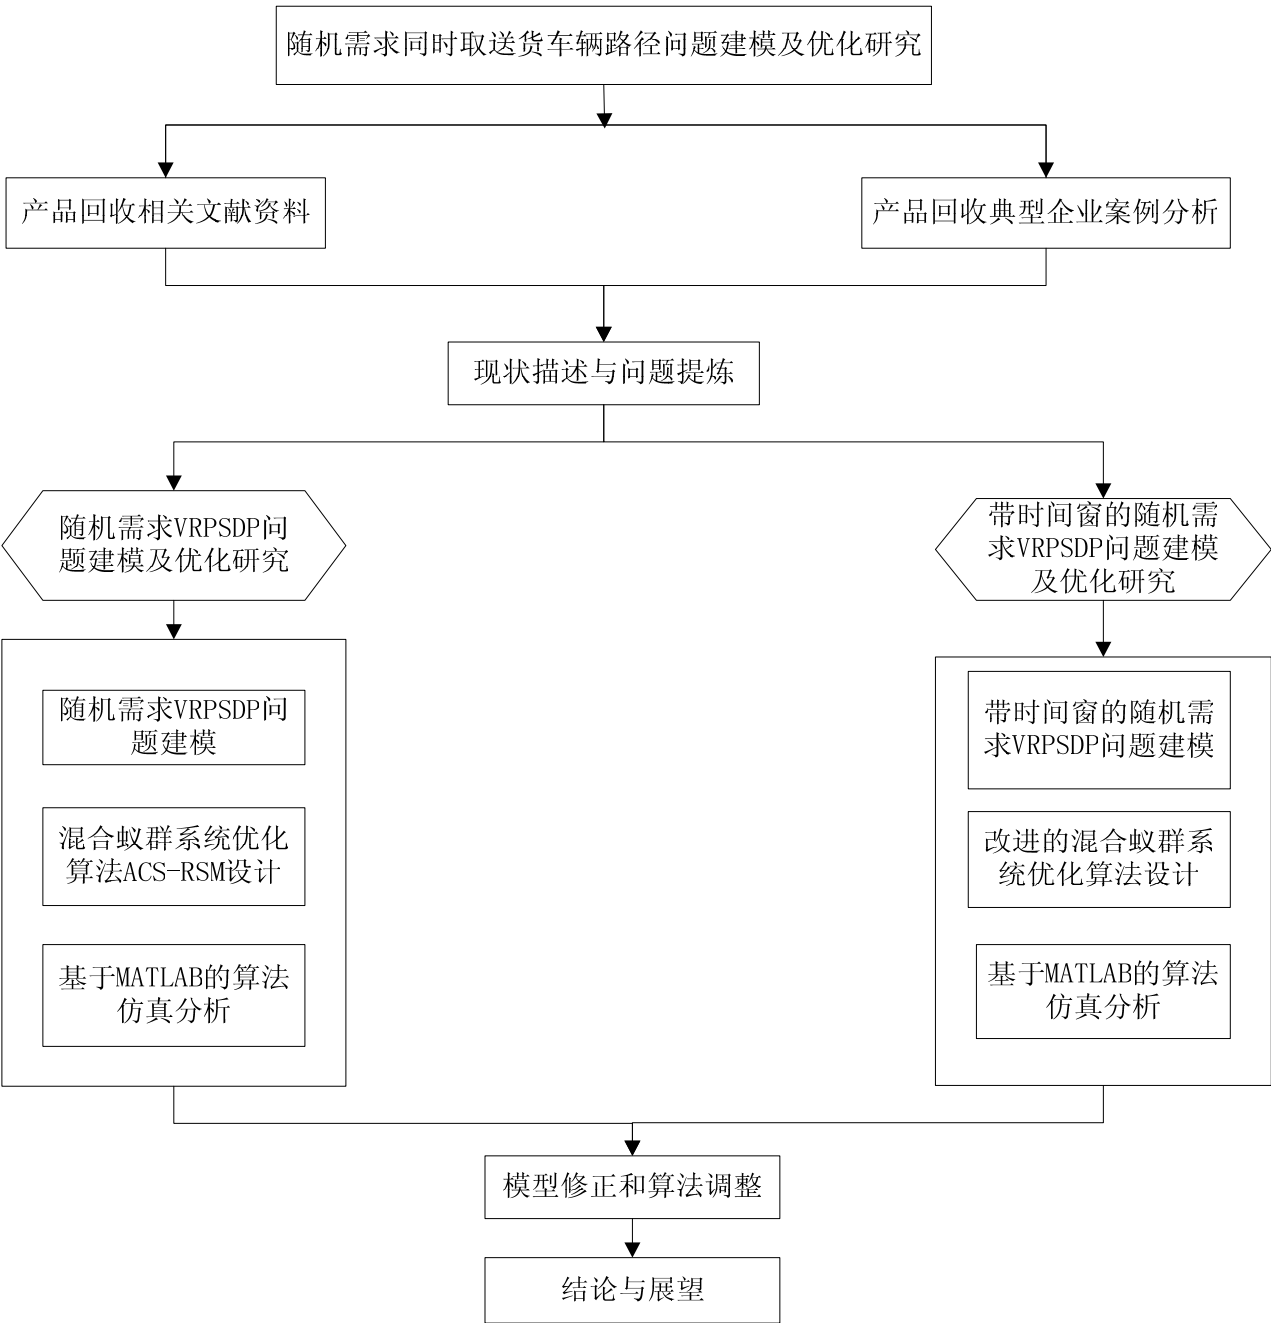 随机需求同时取送货车辆路径问题建模及优化研究
产品回收相关文献资料
产品回收典型企业案例分析
现状描述与问题提炼
随机需求VRPSDP问
题建模及优化研究
带时间窗的随机需
求VRPSDP问题建模
及优化研究
随机需求VRPSDP问
题建模
混合蚁群系统优化
算法ACS-RSM设计
基于MATLAB的算法
仿真分析
带时间窗的随机需
求VRPSDP问题建模
改进的混合蚁群系
统优化算法设计
基于MATLAB的算法
仿真分析
模型修正和算法调整
结论与展望